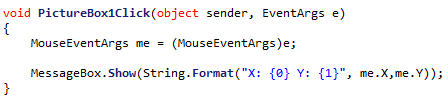 void PictureBox1Click(object sender, EventArgs e)
{
    MouseEventArgs me = (MouseEventArgs)e;
    MessageBox.Show(String.Format("X: {0} Y: {1}", me.X,me.Y));
}